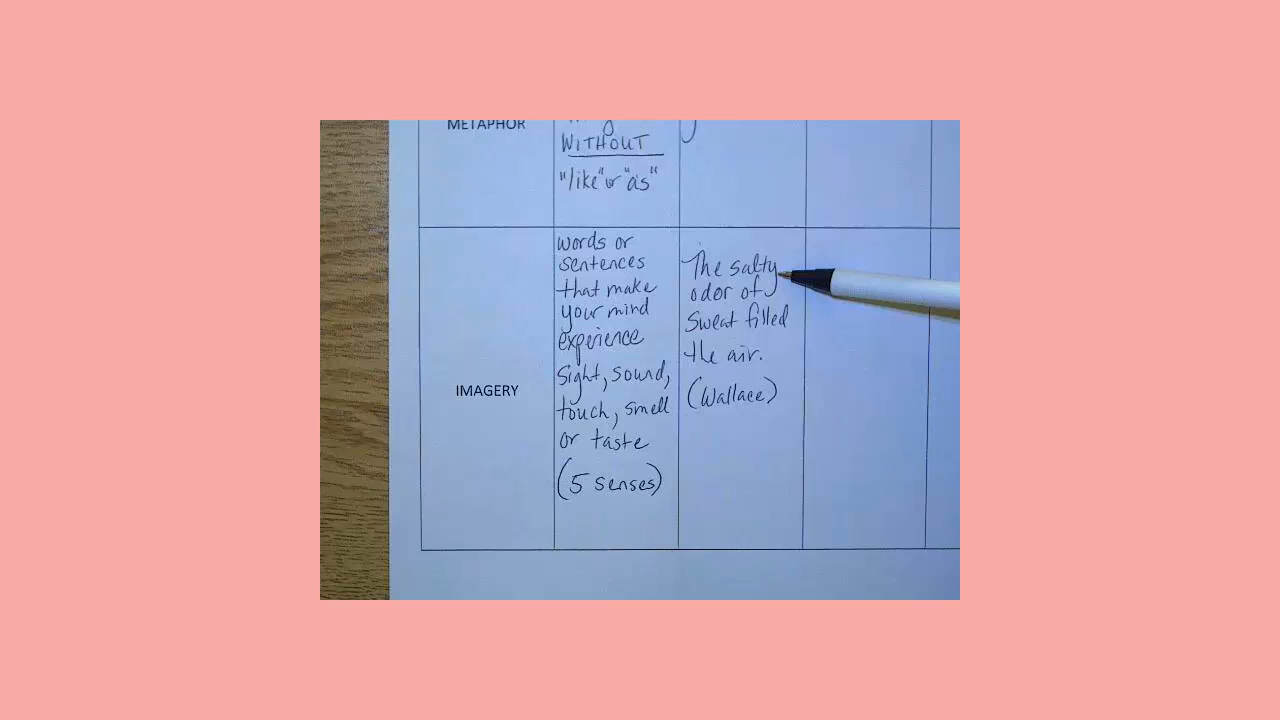 METAPHOR
WITHOUT
"like" or "as"
IMAGERY
words or
sentences
that make
your mind
experience
sight, sound,
touch, smell
or taste
(5 senses)
The salty
odor of
sweat filled
the air.
(Wallace)